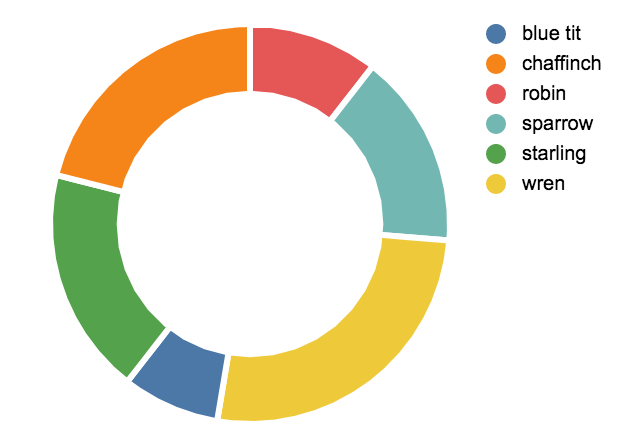 blue tit
chaffinch
robin
sparrow
starling
wren